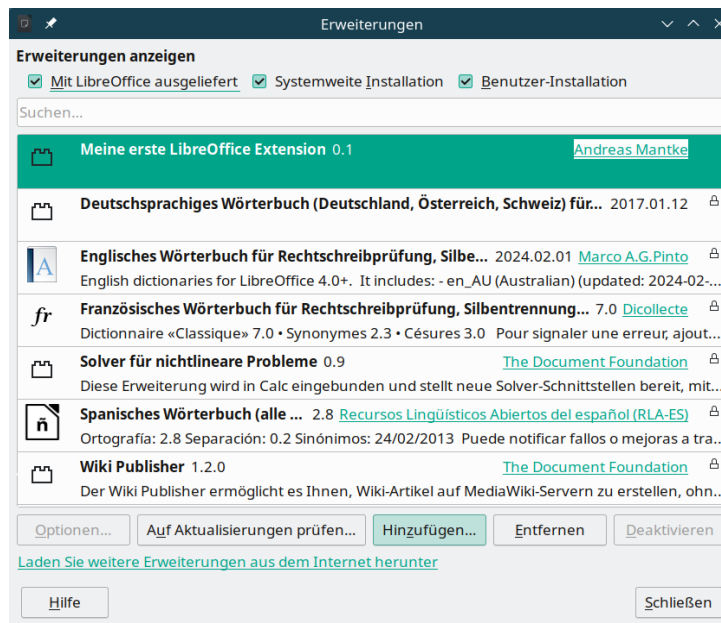 Erweiterungen
Erweiterungen anzeigen
Mit LibreOffice ausgeliefert Systemweite Installation Benutzer-Installation
Suchen...
Meine erste LibreOffice Extension 0.1 Andreas Mantke
Deutschsprachiges Wörterbuch (Deutschland, Österreich, Schweiz) für... 2017.01.12
A
Englisches Wörterbuch für Rechtschreibprüfung, Silbe... 2024.02.01 Marco A.G.Pinto
English dictionaries for LibreOffice 4.0+. It includes: - en_AU (Australian) (updated: 2024-02-...
fr
Französisches Wörterbuch für Rechtschreibprüfung, Silbentrennung... 7.0 Dicollecte
Dictionnaire «Classique» 7.0 • Synonymes 2.3 • Césures 3.0 Pour signaler une erreur, ajout...
Solver für nichtlineare Probleme 0.9 The Document Foundation
Diese Erweiterung wird in Calc eingebunden und stellt neue Solver-Schnittstellen bereit, mit...
ñ
Spanisches Wörterbuch (alle ... 2.8 Recursos Lingüísticos Abiertos del español (RLA-ES)
Ortografía: 2.8 Separación: 0.2 Sinónimos: 24/02/2013 Puede notificar fallos o mejoras a tra...
Wiki Publisher 1.2.0 The Document Foundation
Der Wiki Publisher ermöglicht es Ihnen, Wiki-Artikel auf MediaWiki-Servern zu erstellen, ohn...
Optionen... Auf Aktualisierungen prüfen... Hinzufügen... Entfernen Deaktivieren
Laden Sie weitere Erweiterungen aus dem Internet herunter
Hilfe Schließen